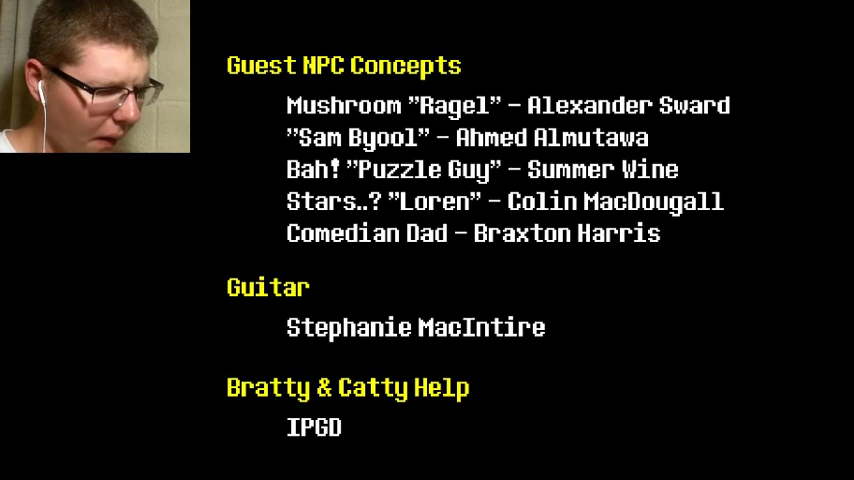 Guest NPC Concepts
Mushroom "Ragel" - Alexander Sward
"Sam Byool" - Ahmed Almutawa
Bah! "Puzzle Guy" - Summer Wine
Stars..? "Loren" - Colin MacDougall
Comedian Dad - Braxton Harris
Guitar
Stephanie MacIntire
Bratty & Catty Help
IPGD